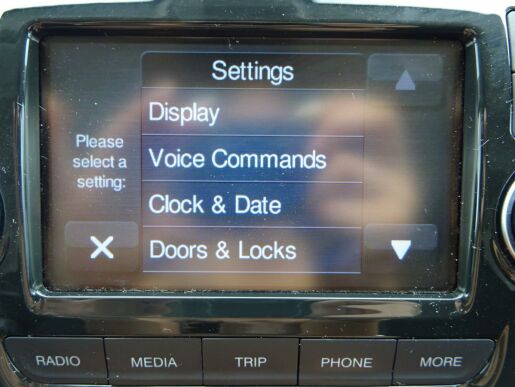 Settings
Display
Please
select a
setting:
Voice Commands
Clock & Date
Doors & Locks
RADIO
MEDIA
TRIP
PHONE
MORE